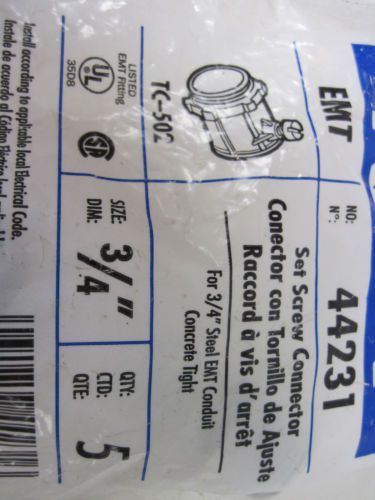 EMT
NO:
N°:
44231
Set Screw Connector
Conector con Tornillo de Ajuste
Raccord à vis d'arrêt
For 3/4" Steel EMT Conduit
Concrete Tight
TC-502
LISTED
EMT Fitting
35D8
UL
SIZE:
DIM:
3/4"
QTY:
CTD:
QTE:
5
Install according to applicable local Electrical Code.
Instale de acuerdo al Código